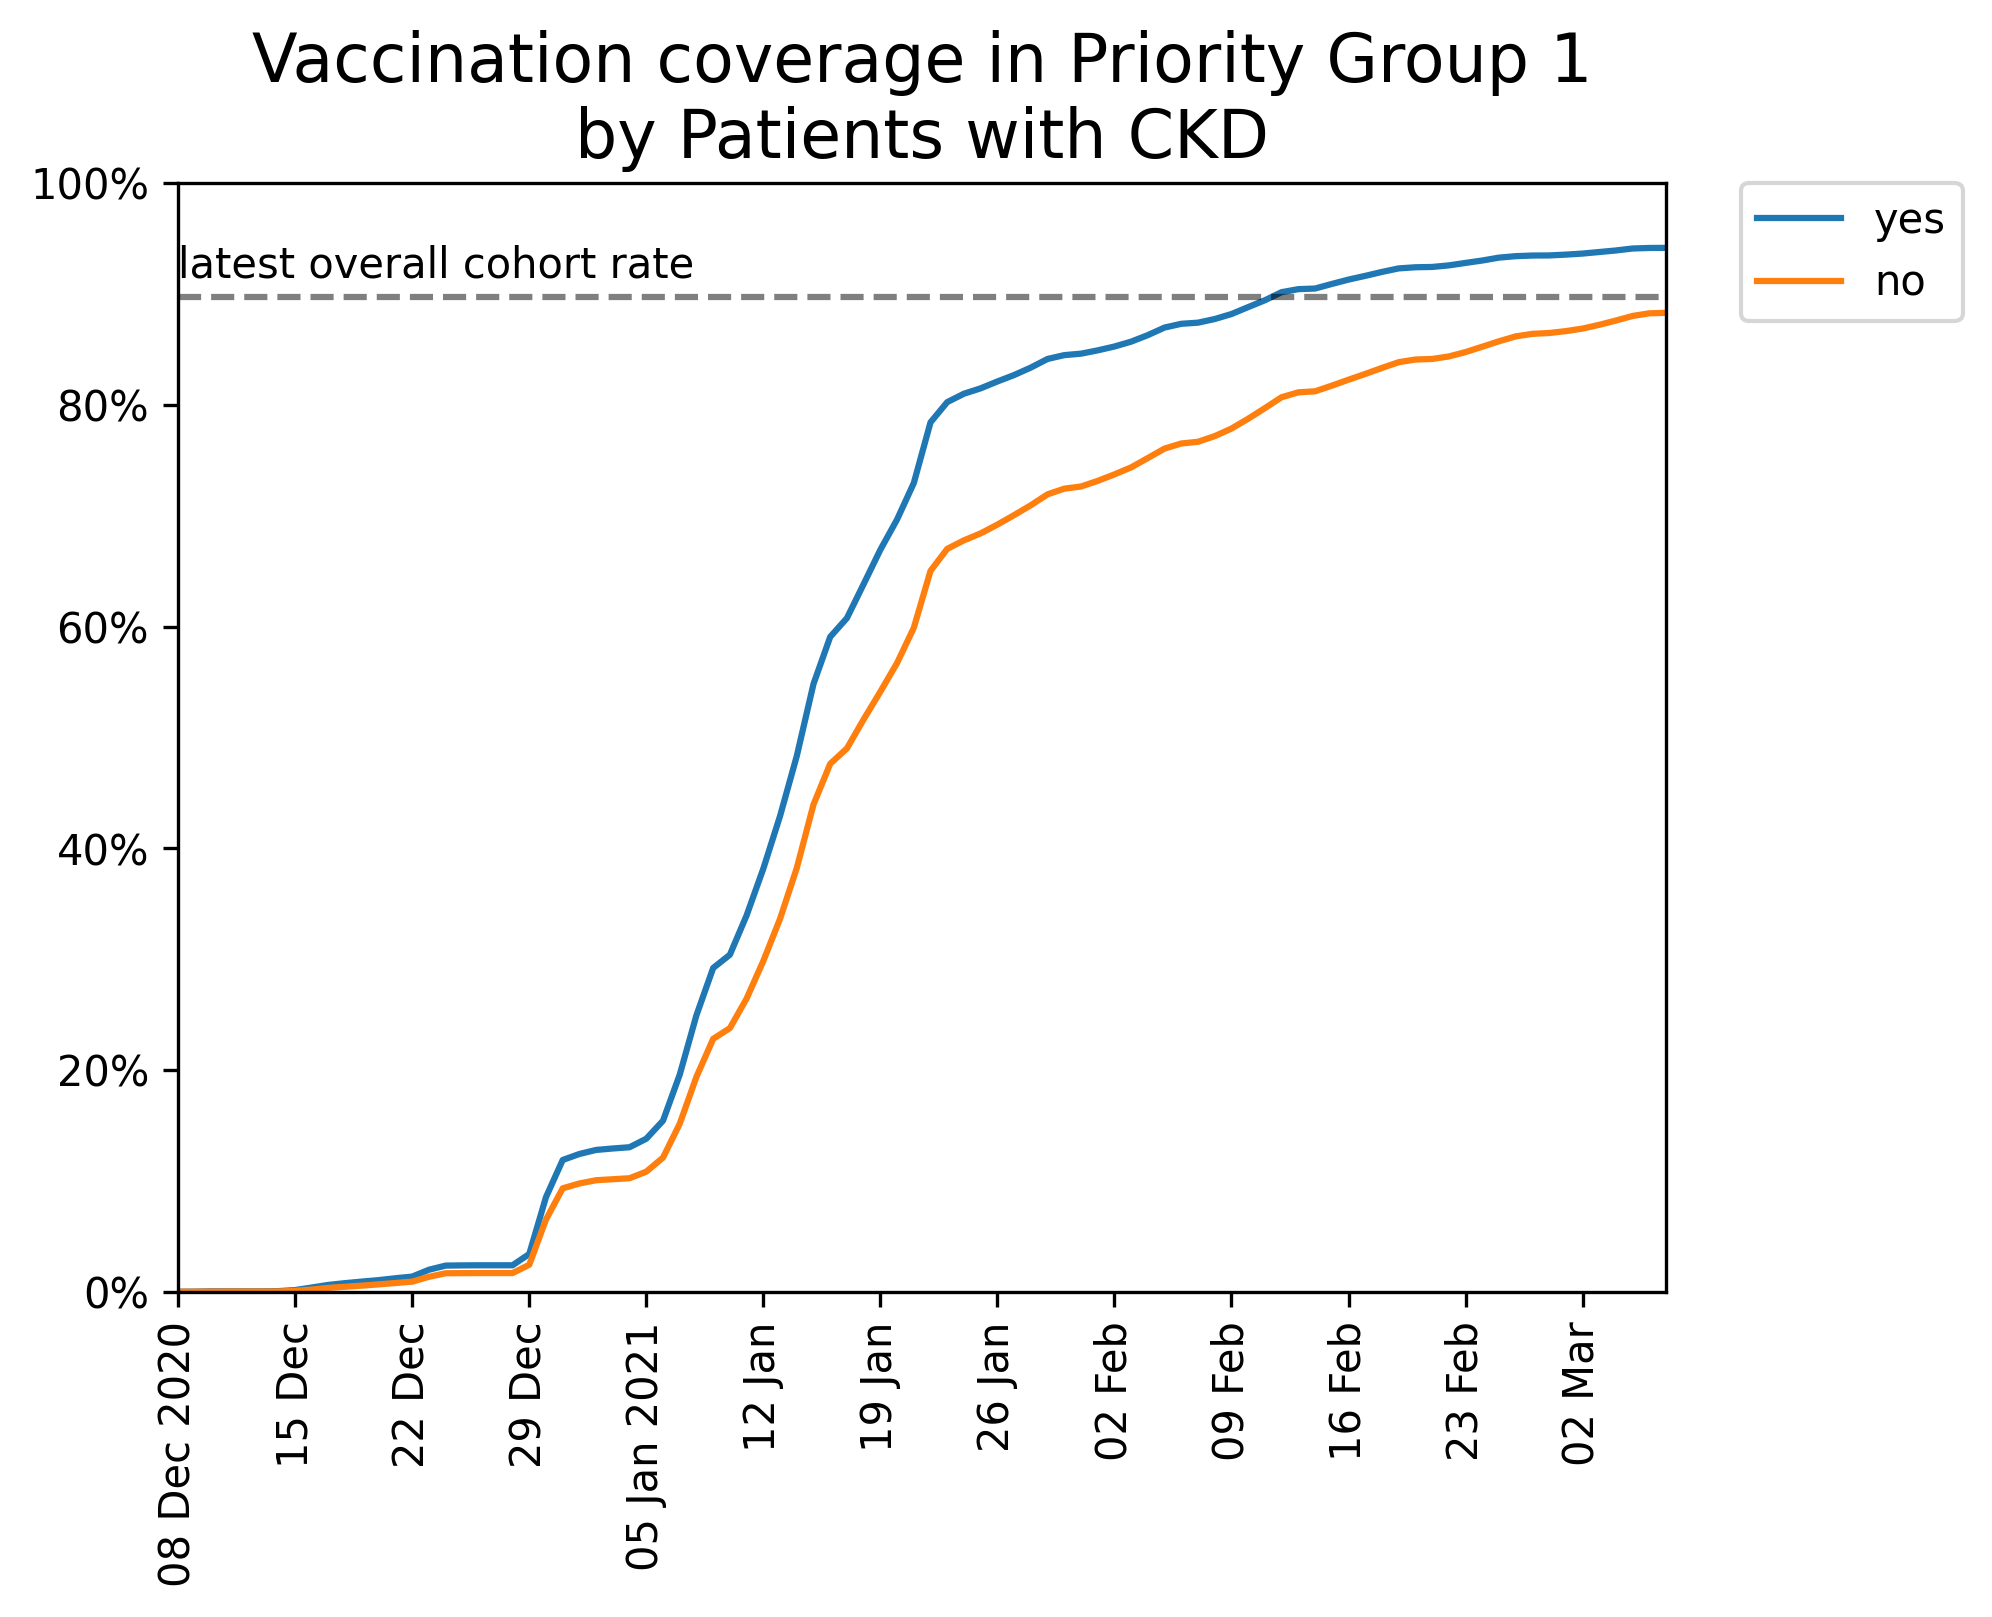 Vaccination coverage in Priority Group 1
by Patients with CKD
100%
80%
60%
40%
20%
0%
latest overall cohort rate
yes
no
08 Dec 2020
15 Dec
22 Dec
29 Dec
05 Jan 2021
12 Jan
19 Jan
26 Jan
02 Feb
09 Feb
16 Feb
23 Feb
02 Mar